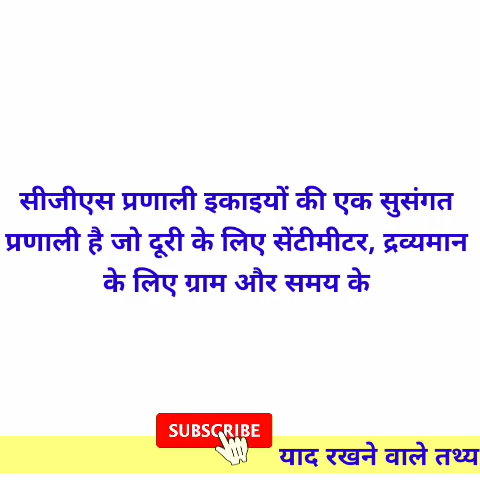 सीजीएस प्रणाली इकाइयों की एक सुसंगत
प्रणाली है जो दूरी के लिए सेंटीमीटर, द्रव्यमान
के लिए ग्राम और समय के
SUBSCRIBE
याद रखने वाले तथ्य